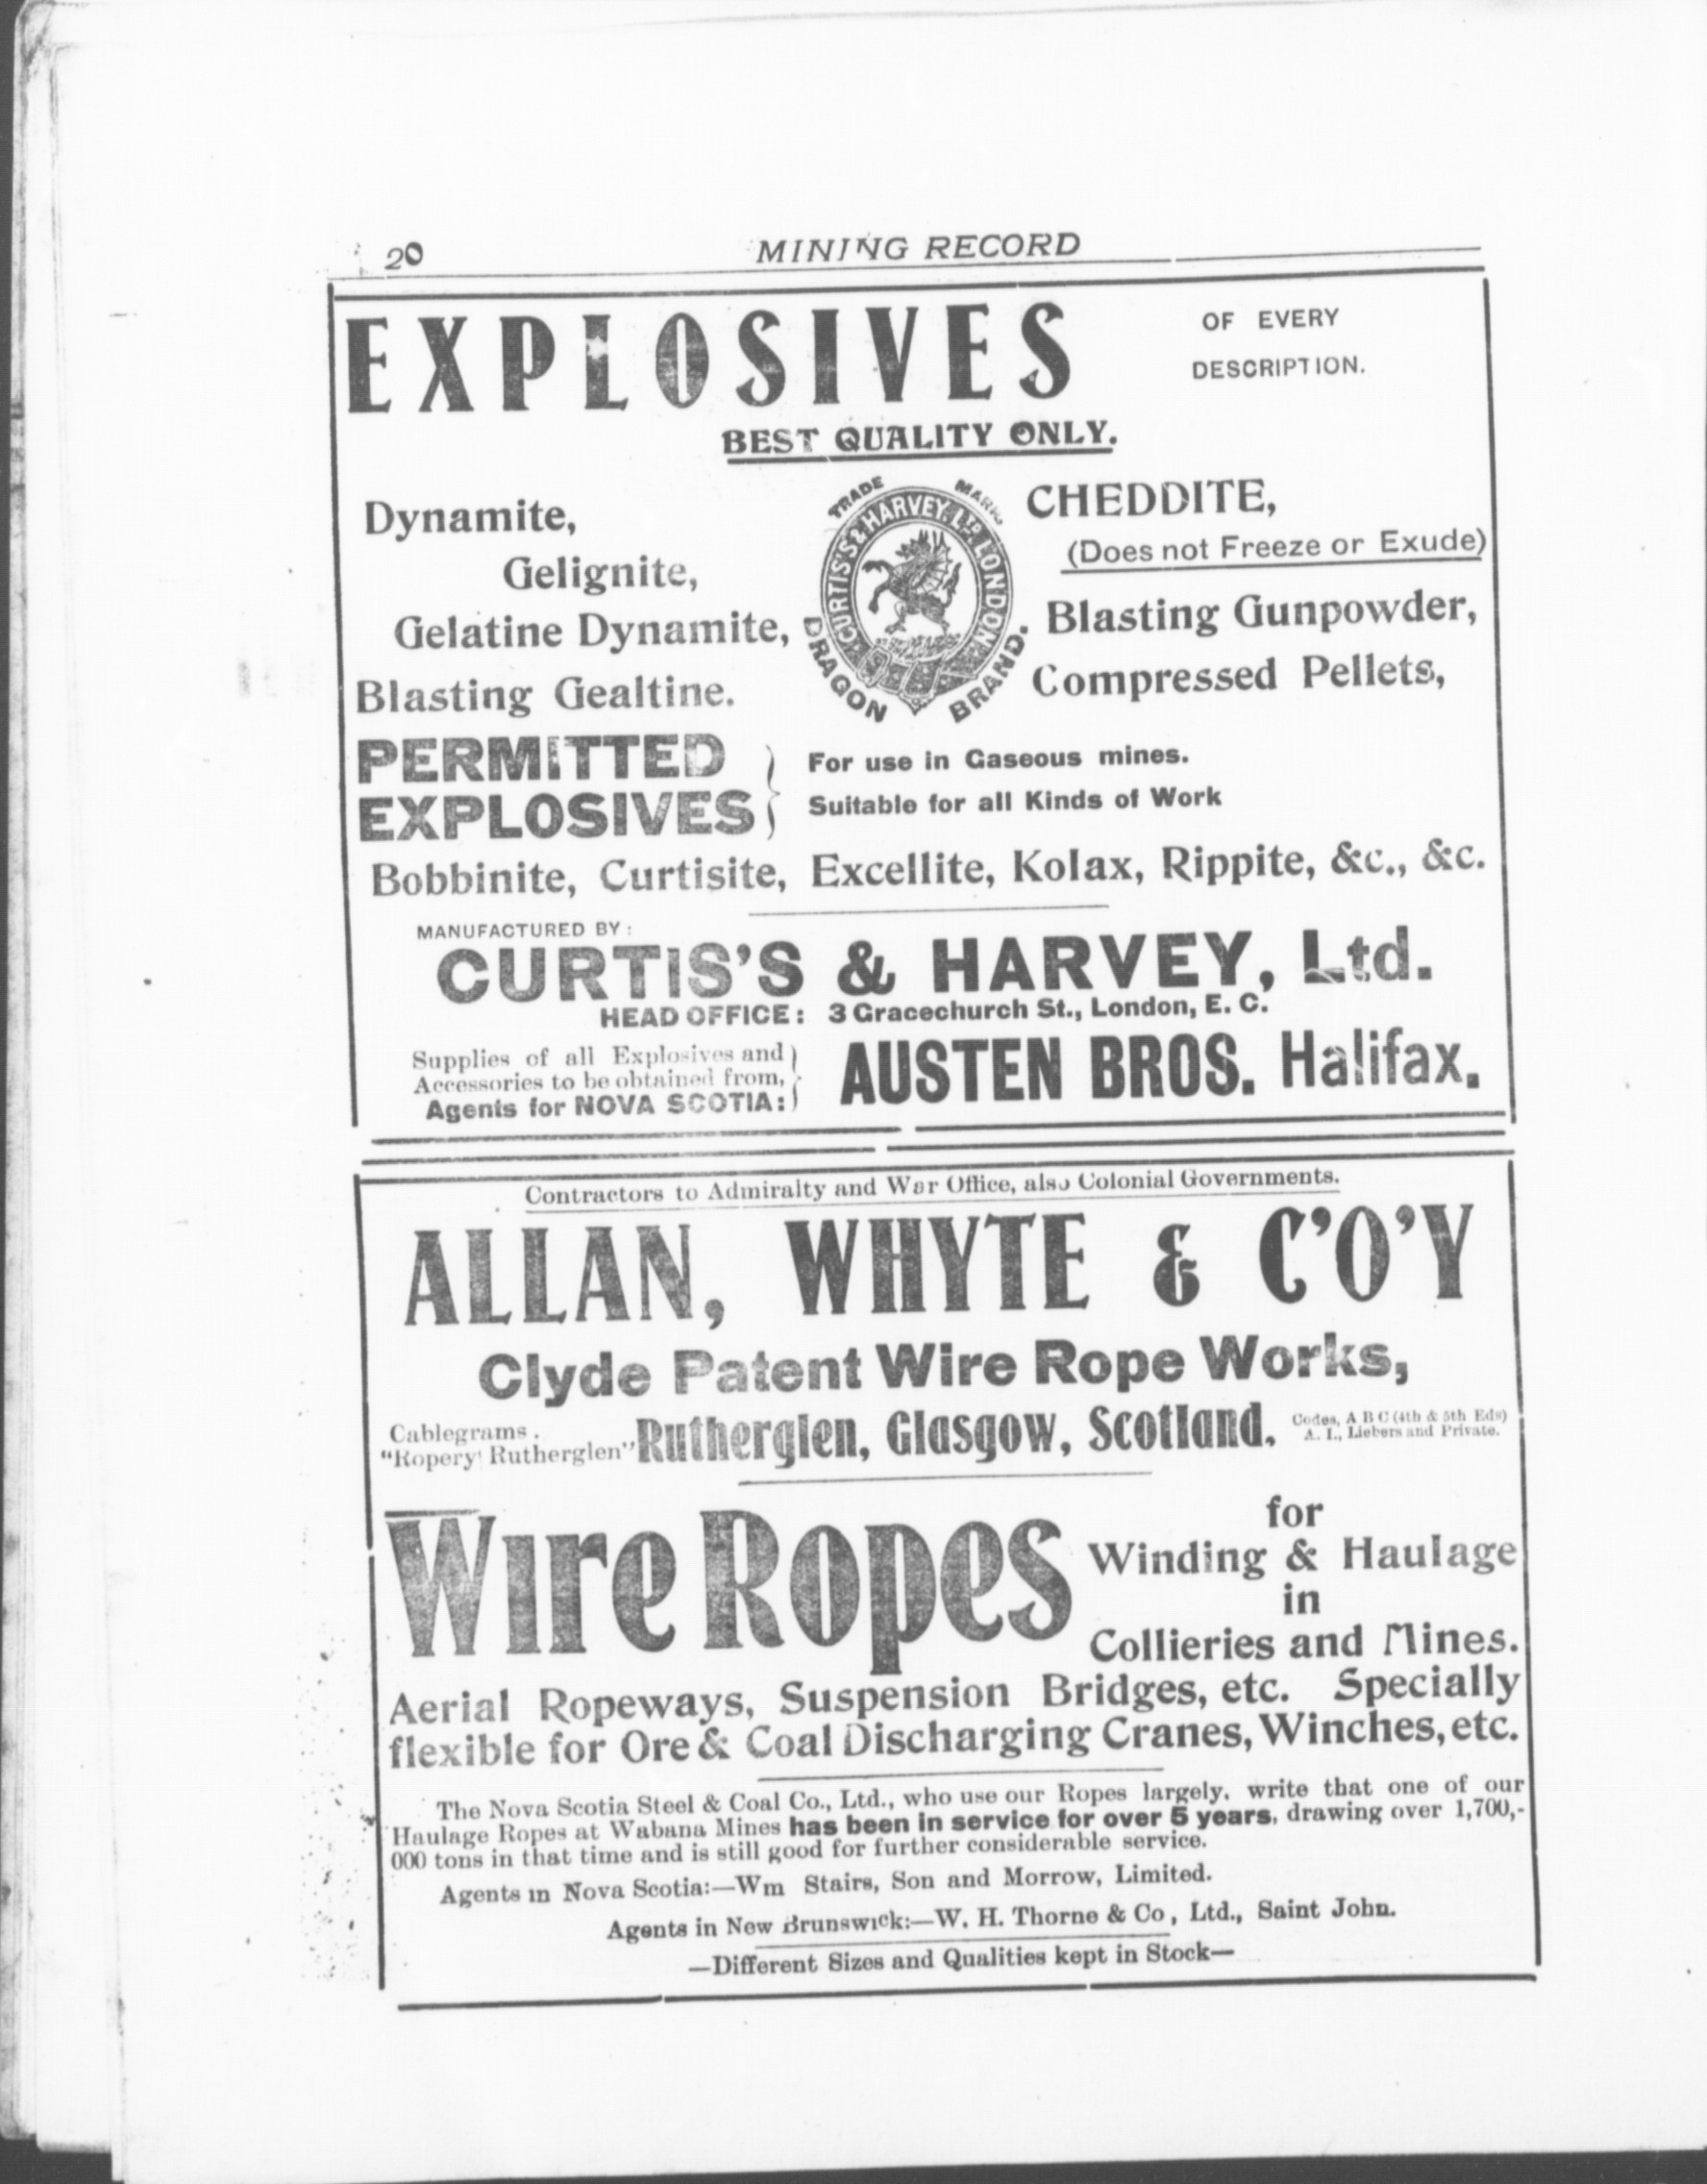 20 MINING RECORD
EXPLOSIVES OF EVERY
DESCRIPTION.
BEST QUALITY ONLY.
Dynamite,
Gelignite,
Gelatine Dynamite,
Blasting Gealtine.
TRADE MARK
CURTIS'S & HARVEY, LTD. LONDON.
DRAGON BRAND.
CHEDDITE,
(Does not Freeze or Exude)
Blasting Gunpowder,
Compressed Pellets,
PERMITTED
EXPLOSIVES
For use in Gaseous mines.
Suitable for all Kinds of Work
Bobbinite, Curtisite, Excellite, Kolax, Rippite, &c., &c.
MANUFACTURED BY:
CURTIS'S & HARVEY, Ltd.
HEAD OFFICE: 3 Gracechurch St., London, E. C.
Supplies of all Explosives and
Accessories to be obtained from,
Agents for NOVA SCOTIA:
AUSTEN BROS. Halifax.
Contractors to Admiralty and War Office, also Colonial Governments.
ALLAN, WHYTE & C'O'Y
Clyde Patent Wire Rope Works,
Cablegrams.
"Ropery' Rutherglen"
Rutherglen, Glasgow, Scotland.
Codes, A B C (4th & 5th Eds)
A. I., Liebers and Private.
Wire Ropes
for
Winding & Haulage
in
Collieries and Mines.
Aerial Ropeways, Suspension Bridges, etc. Specially
flexible for Ore & Coal Discharging Cranes, Winches, etc.
The Nova Scotia Steel & Coal Co., Ltd., who use our Ropes largely, write that one of our
Haulage Ropes at Wabana Mines has been in service for over 5 years, drawing over 1,700,-
000 tons in that time and is still good for further considerable service.
Agents in Nova Scotia:—Wm Stairs, Son and Morrow, Limited.
Agents in New Brunswick:—W. H. Thorne & Co, Ltd., Saint John.
—Different Sizes and Qualities kept in Stock—